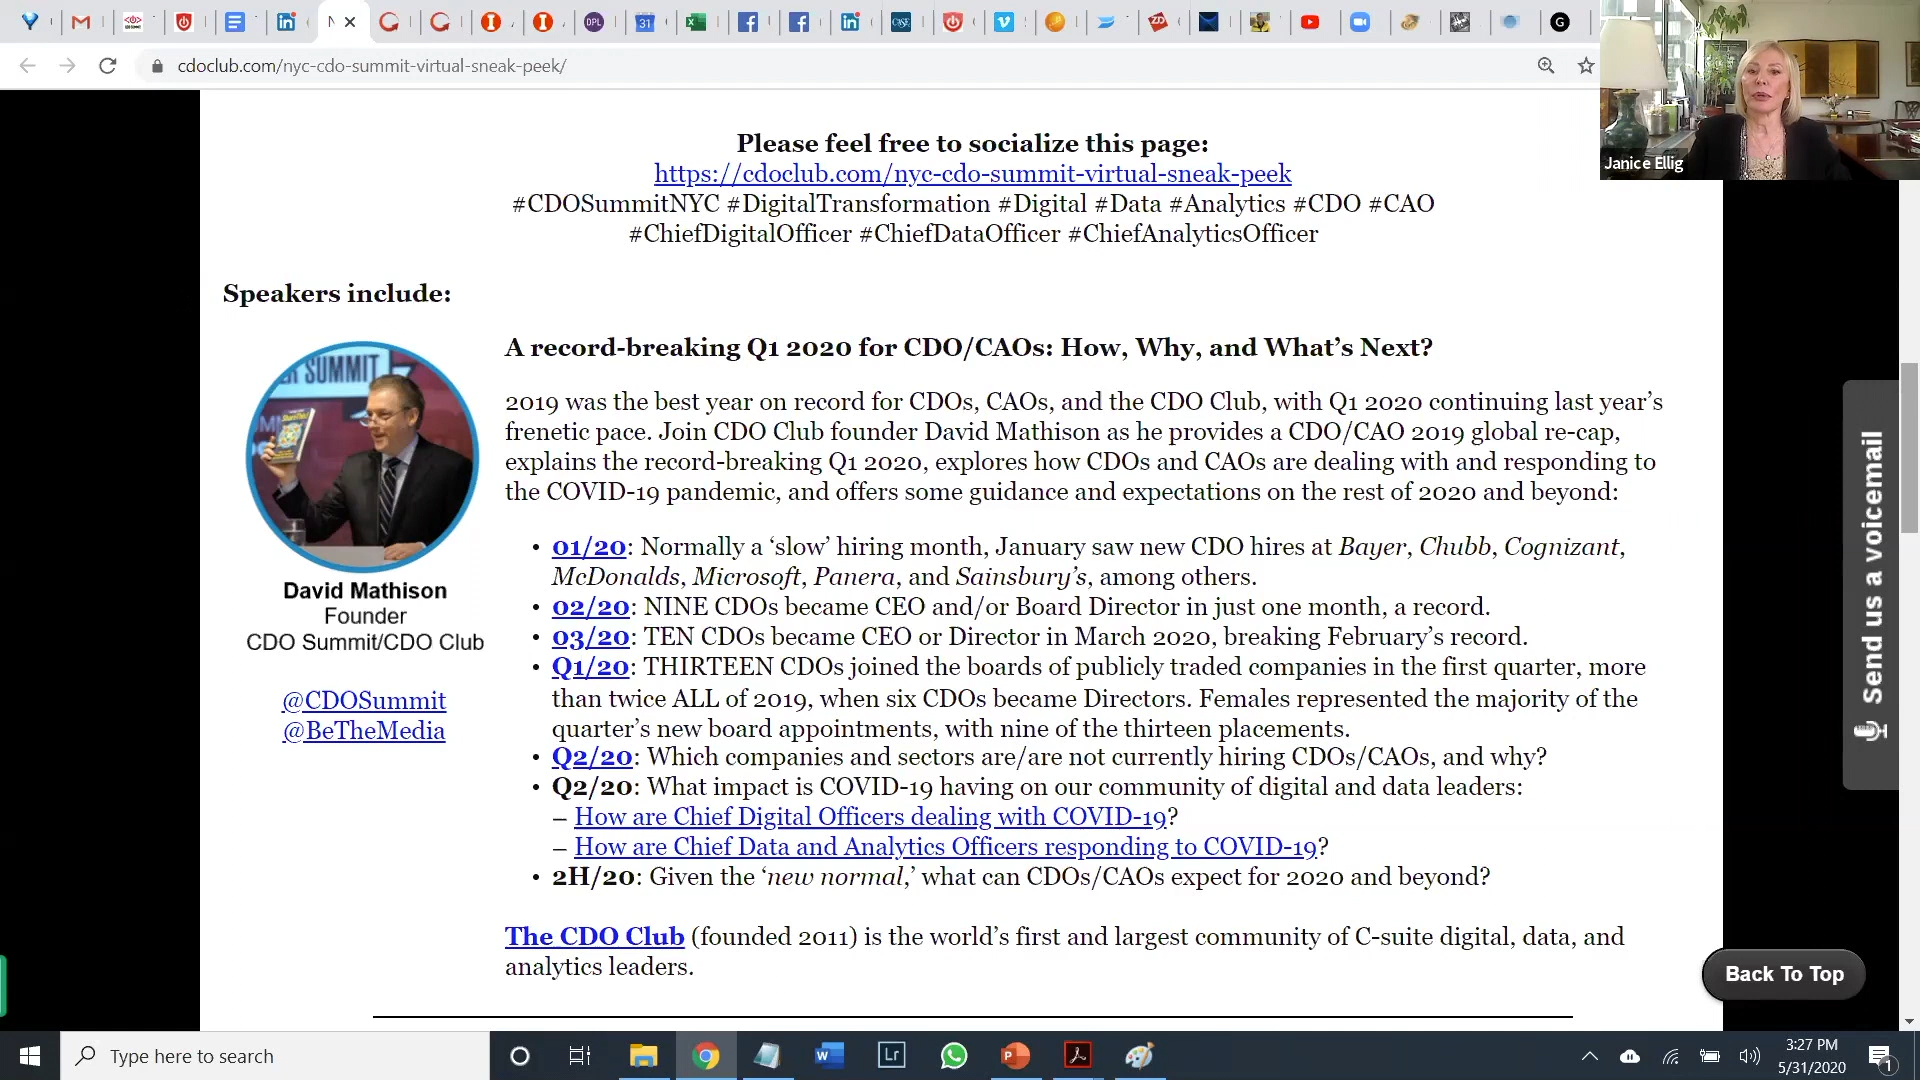 cdoclub.com/nyc-cdo-summit-virtual-sneak-peek/
Janice Ellig
Please feel free to socialize this page:
https://cdoclub.com/nyc-cdo-summit-virtual-sneak-peek
#CDOSummitNYC #DigitalTransformation #Digital #Data #Analytics #CDO #CAO
#ChiefDigitalOfficer #ChiefDataOfficer #ChiefAnalyticsOfficer
Speakers include:
SUMMIT
David Mathison
Founder
CDO Summit/CDO Club
@CDOSummit
@BeTheMedia
A record-breaking Q1 2020 for CDO/CAOs: How, Why, and What’s Next?
2019 was the best year on record for CDOs, CAOs, and the CDO Club, with Q1 2020 continuing last year’s
frenetic pace. Join CDO Club founder David Mathison as he provides a CDO/CAO 2019 global re-cap,
explains the record-breaking Q1 2020, explores how CDOs and CAOs are dealing with and responding to
the COVID-19 pandemic, and offers some guidance and expectations on the rest of 2020 and beyond:
• 01/20: Normally a ‘slow’ hiring month, January saw new CDO hires at Bayer, Chubb, Cognizant,
McDonalds, Microsoft, Panera, and Sainsbury’s, among others.
• 02/20: NINE CDOs became CEO and/or Board Director in just one month, a record.
• 03/20: TEN CDOs became CEO or Director in March 2020, breaking February’s record.
• Q1/20: THIRTEEN CDOs joined the boards of publicly traded companies in the first quarter, more
than twice ALL of 2019, when six CDOs became Directors. Females represented the majority of the
quarter’s new board appointments, with nine of the thirteen placements.
• Q2/20: Which companies and sectors are/are not currently hiring CDOs/CAOs, and why?
• Q2/20: What impact is COVID-19 having on our community of digital and data leaders:
– How are Chief Digital Officers dealing with COVID-19?
– How are Chief Data and Analytics Officers responding to COVID-19?
• 2H/20: Given the ‘new normal,’ what can CDOs/CAOs expect for 2020 and beyond?
The CDO Club (founded 2011) is the world’s first and largest community of C-suite digital, data, and
analytics leaders.
Send us a voicemail
Back To Top
Type here to search
3:27 PM
5/31/2020